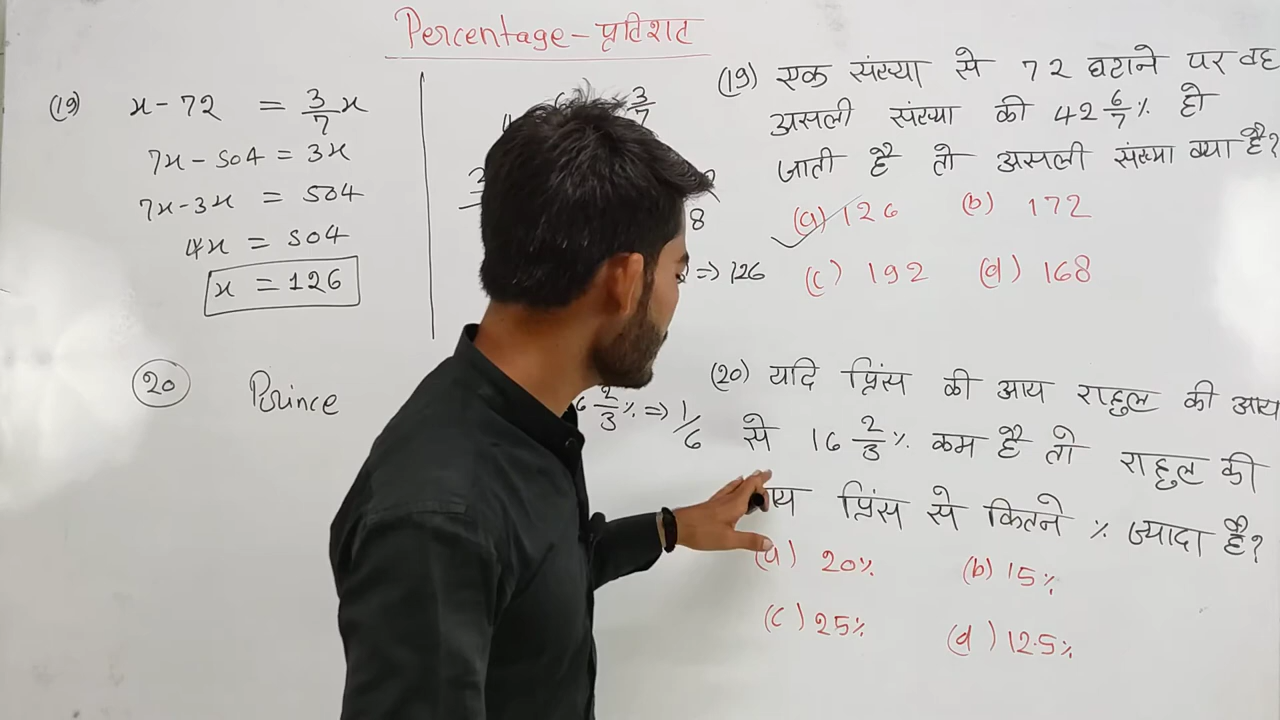 Percentage - प्रतिशत
(19) x - 72 = 3/7 x
7x - 504 = 3x
7x - 3x = 504
4x = 504
x = 126
3/7
8
=> 126
(19) एक संख्या से 72 घटाने पर वह
असली संख्या की 42 6/7 % हो
जाती है तो असली संख्या क्या है?
(a) 126 (b) 172
(c) 192 (d) 168
(20) Prince
2/3 % => 1/6
(20) यदि प्रिंस की आय राहुल की आय
से 16 2/3 % कम है तो राहुल की
प्रिंस से कितने % ज्यादा है?
(a) 20% (b) 15%
(c) 25% (d) 12.5%